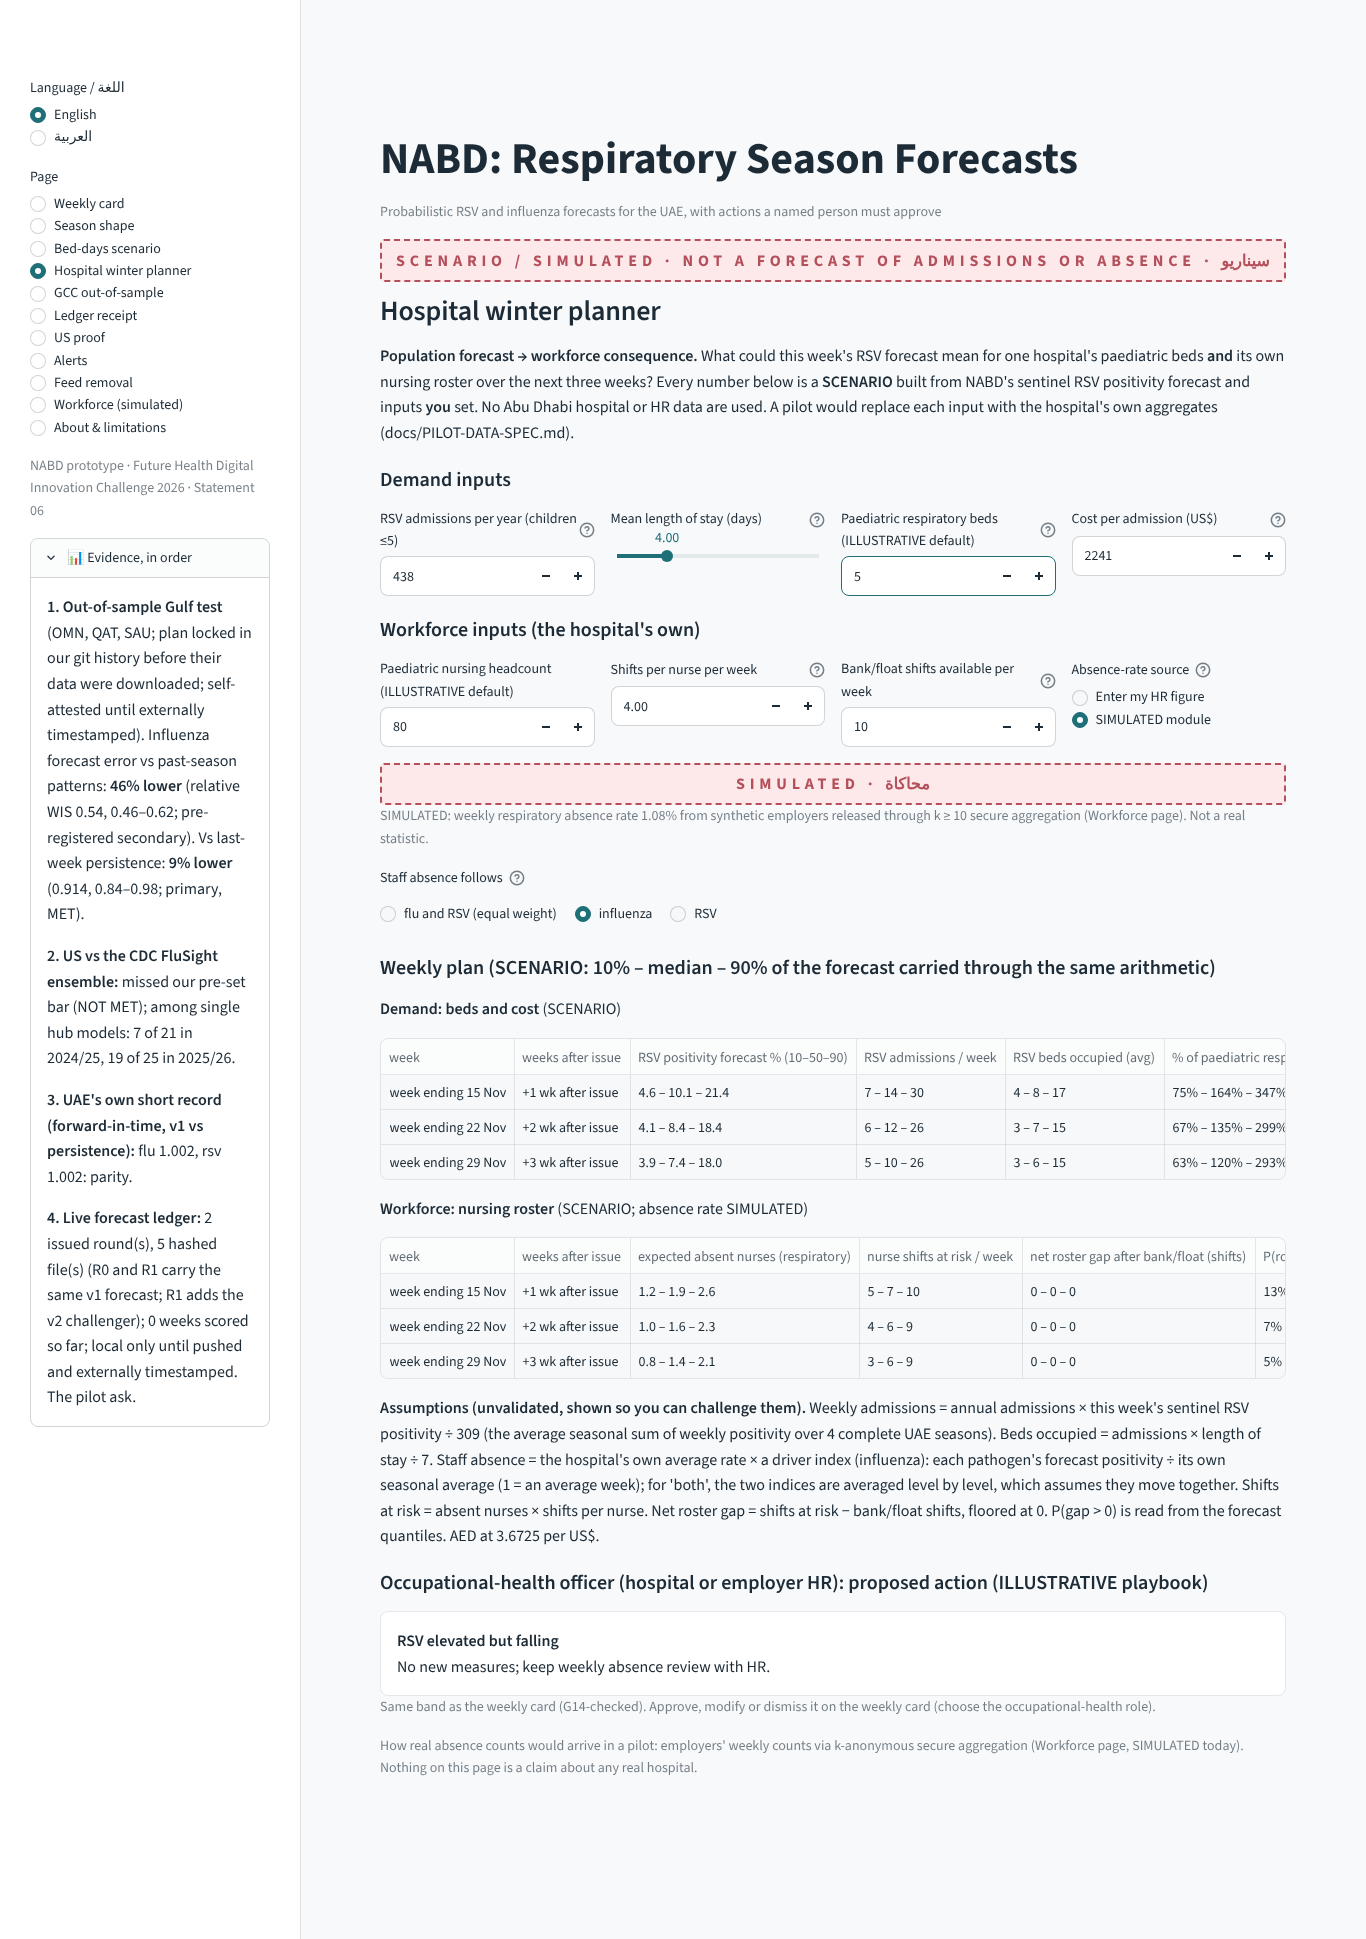 Language / اللغة
English
العربية
Page
Weekly card
Season shape
Bed-days scenario
Hospital winter planner
GCC out-of-sample
Ledger receipt
US proof
Alerts
Feed removal
Workforce (simulated)
About & limitations
NABD prototype · Future Health Digital
Innovation Challenge 2026 · Statement
06
📊 Evidence, in order
1. Out-of-sample Gulf test
(OMN, QAT, SAU; plan locked in
our git history before their
data were downloaded; self-
attested until externally
timestamped). Influenza
forecast error vs past-season
patterns: 46% lower (relative
WIS 0.54, 0.46–0.62; pre-
registered secondary). Vs last-
week persistence: 9% lower
(0.914, 0.84–0.98; primary,
MET).
2. US vs the CDC FluSight
ensemble: missed our pre-set
bar (NOT MET); among single
hub models: 7 of 21 in
2024/25, 19 of 25 in 2025/26.
3. UAE's own short record
(forward-in-time, v1 vs
persistence): flu 1.002, rsv
1.002: parity.
4. Live forecast ledger: 2
issued round(s), 5 hashed
file(s) (R0 and R1 carry the
same v1 forecast; R1 adds the
v2 challenger); 0 weeks scored
so far; local only until pushed
and externally timestamped.
The pilot ask.
NABD: Respiratory Season Forecasts
Probabilistic RSV and influenza forecasts for the UAE, with actions a named person must approve
SCENARIO / SIMULATED · NOT A FORECAST OF ADMISSIONS OR ABSENCE · سيناريو
Hospital winter planner
Population forecast → workforce consequence. What could this week's RSV forecast mean for one hospital's paediatric beds and its own
nursing roster over the next three weeks? Every number below is a SCENARIO built from NABD's sentinel RSV positivity forecast and
inputs you set. No Abu Dhabi hospital or HR data are used. A pilot would replace each input with the hospital's own aggregates
(docs/PILOT-DATA-SPEC.md).
Demand inputs
RSV admissions per year (children
≤5)
438
Mean length of stay (days)
4.00
Paediatric respiratory beds
(ILLUSTRATIVE default)
5
Cost per admission (US$)
2241
Workforce inputs (the hospital's own)
Paediatric nursing headcount
(ILLUSTRATIVE default)
80
Shifts per nurse per week
4.00
Bank/float shifts available per
week
10
Absence-rate source
Enter my HR figure
SIMULATED module
SIMULATED · محاكاة
SIMULATED: weekly respiratory absence rate 1.08% from synthetic employers released through k ≥ 10 secure aggregation (Workforce page). Not a real
statistic.
Staff absence follows
flu and RSV (equal weight) influenza RSV
Weekly plan (SCENARIO: 10% – median – 90% of the forecast carried through the same arithmetic)
Demand: beds and cost (SCENARIO)
week weeks after issue RSV positivity forecast % (10–50–90) RSV admissions / week RSV beds occupied (avg) % of paediatric resp
week ending 15 Nov +1 wk after issue 4.6 – 10.1 – 21.4 7 – 14 – 30 4 – 8 – 17 75% – 164% – 347%
week ending 22 Nov +2 wk after issue 4.1 – 8.4 – 18.4 6 – 12 – 26 3 – 7 – 15 67% – 135% – 299%
week ending 29 Nov +3 wk after issue 3.9 – 7.4 – 18.0 5 – 10 – 26 3 – 6 – 15 63% – 120% – 293%
Workforce: nursing roster (SCENARIO; absence rate SIMULATED)
week weeks after issue expected absent nurses (respiratory) nurse shifts at risk / week net roster gap after bank/float (shifts) P(ro
week ending 15 Nov +1 wk after issue 1.2 – 1.9 – 2.6 5 – 7 – 10 0 – 0 – 0 13%
week ending 22 Nov +2 wk after issue 1.0 – 1.6 – 2.3 4 – 6 – 9 0 – 0 – 0 7%
week ending 29 Nov +3 wk after issue 0.8 – 1.4 – 2.1 3 – 6 – 9 0 – 0 – 0 5%
Assumptions (unvalidated, shown so you can challenge them). Weekly admissions = annual admissions × this week's sentinel RSV
positivity ÷ 309 (the average seasonal sum of weekly positivity over 4 complete UAE seasons). Beds occupied = admissions × length of
stay ÷ 7. Staff absence = the hospital's own average rate × a driver index (influenza): each pathogen's forecast positivity ÷ its own
seasonal average (1 = an average week); for 'both', the two indices are averaged level by level, which assumes they move together. Shifts
at risk = absent nurses × shifts per nurse. Net roster gap = shifts at risk − bank/float shifts, floored at 0. P(gap > 0) is read from the forecast
quantiles. AED at 3.6725 per US$.
Occupational-health officer (hospital or employer HR): proposed action (ILLUSTRATIVE playbook)
RSV elevated but falling
No new measures; keep weekly absence review with HR.
Same band as the weekly card (G14-checked). Approve, modify or dismiss it on the weekly card (choose the occupational-health role).
How real absence counts would arrive in a pilot: employers' weekly counts via k-anonymous secure aggregation (Workforce page, SIMULATED today).
Nothing on this page is a claim about any real hospital.